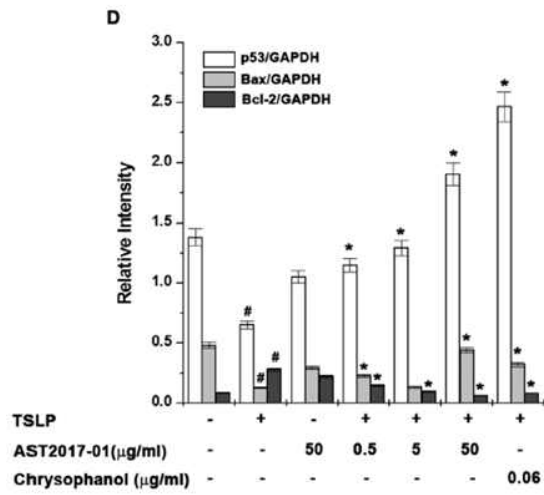 D
3.0
p53/GAPDH
Bax/GAPDH
2.5
Bcl-2/GAPDH
2.0
1.5
1.0
0.5
0.0
Relative Intensity
* * * *
# # #
* * * * * * *
TSLP - + - + + + +
AST2017-01(μg/ml) - - 50 0.5 5 50 -
Chrysophanol (μg/ml) - - - - - - 0.06